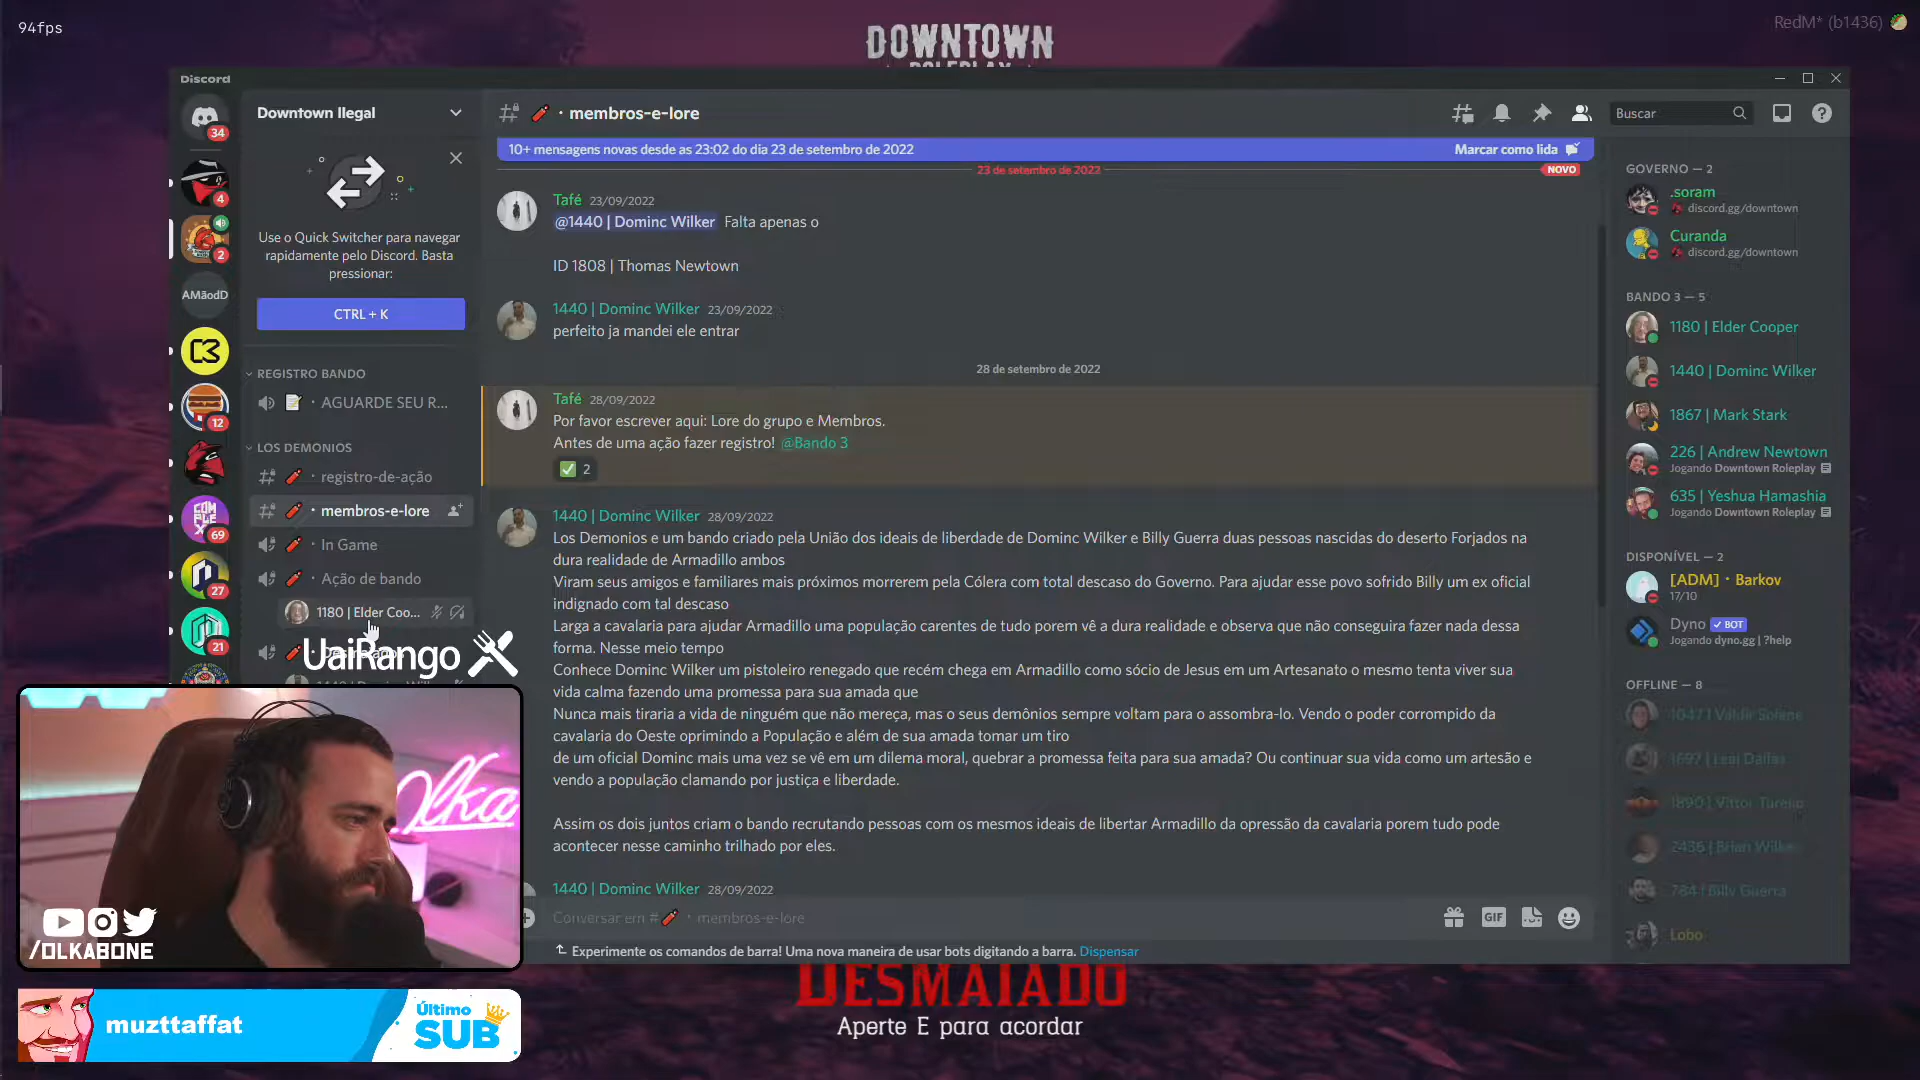 94fps
RedM* (b1436)
DOWNTOWN
Discord
34
4
2
AMãodD
12
COMPLEX
69
27
21
Downtown Ilegal
Use o Quick Switcher para navegar
rapidamente pelo Discord. Basta
pressionar:
CTRL + K
REGISTRO BANDO
· AGUARDE SEU R...
LOS DEMONIOS
· registro-de-ação
· membros-e-lore
· In Game
· Ação de bando
1180 | Elder Coo...
UaiRango
· membros-e-lore
Buscar
10+ mensagens novas desde as 23:02 do dia 23 de setembro de 2022
Marcar como lida
23 de setembro de 2022
NOVO
Tafé 23/09/2022
@1440 | Dominc Wilker Falta apenas o
ID 1808 | Thomas Newtown
1440 | Dominc Wilker 23/09/2022
perfeito ja mandei ele entrar
28 de setembro de 2022
Tafé 28/09/2022
Por favor escrever aqui: Lore do grupo e Membros.
Antes de uma ação fazer registro! @Bando 3
2
1440 | Dominc Wilker 28/09/2022
Los Demonios e um bando criado pela União dos ideais de liberdade de Dominc Wilker e Billy Guerra duas pessoas nascidas do deserto Forjados na
dura realidade de Armadillo ambos
Viram seus amigos e familiares mais próximos morrerem pela Cólera com total descaso do Governo. Para ajudar esse povo sofrido Billy um ex oficial
indignado com tal descaso
Larga a cavalaria para ajudar Armadillo uma população carentes de tudo porem vê a dura realidade e observa que não conseguira fazer nada dessa
forma. Nesse meio tempo
Conhece Dominc Wilker um pistoleiro renegado que recém chega em Armadillo como sócio de Jesus em um Artesanato o mesmo tenta viver sua
vida calma fazendo uma promessa para sua amada que
Nunca mais tiraria a vida de ninguém que não mereça, mas o seus demônios sempre voltam para o assombra-lo. Vendo o poder corrompido da
cavalaria do Oeste oprimindo a População e além de sua amada tomar um tiro
de um oficial Dominc mais uma vez se vê em um dilema moral, quebrar a promessa feita para sua amada? Ou continuar sua vida como um artesão e
vendo a população clamando por justiça e liberdade.
Assim os dois juntos criam o bando recrutando pessoas com os mesmos ideais de libertar Armadillo da opressão da cavalaria porem tudo pode
acontecer nesse caminho trilhado por eles.
1440 | Dominc Wilker 28/09/2022
Conversar em # · membros-e-lore
GIF
Experimente os comandos de barra! Uma nova maneira de usar bots digitando a barra. Dispensar
GOVERNO — 2
.soram
discord.gg/downtown
Curanda
discord.gg/downtown
BANDO 3 — 5
1180 | Elder Cooper
1440 | Dominc Wilker
1867 | Mark Stark
226 | Andrew Newtown
Jogando Downtown Roleplay
635 | Yeshua Hamashia
Jogando Downtown Roleplay
DISPONÍVEL — 2
[ADM] · Barkov
17/10
Dyno BOT
Jogando dyno.gg | ?help
OFFLINE — 8
1697 | Leal Dallas
2436 | Brian Wilker
784 | Billy Guerra
Lobo
Olka
/OLKABONE
muzttaffat
Último
SUB
DESMAIADO
Aperte E para acordar